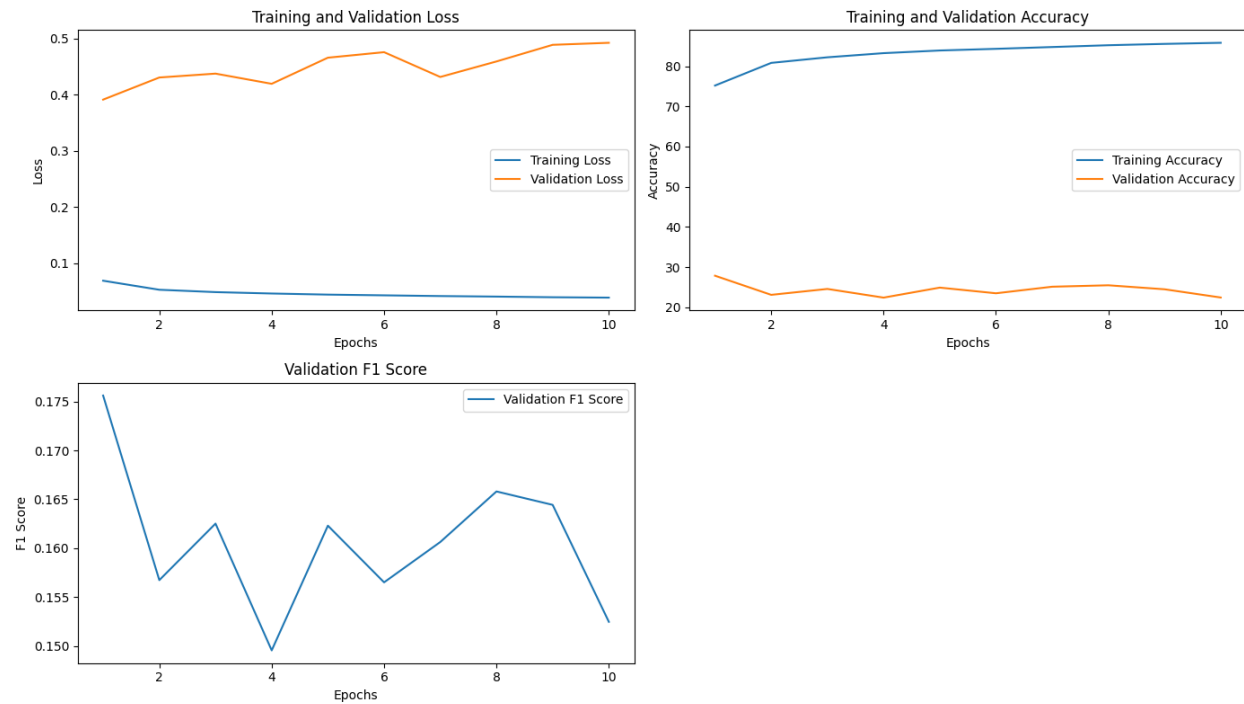 Training and Validation Loss
0.5
0.4
0.3
0.2
0.1
Loss
Training Loss
Validation Loss
2
4
6
8
10
Epochs
Training and Validation Accuracy
80
70
60
50
40
30
20
Accuracy
Training Accuracy
Validation Accuracy
2
4
6
8
10
Epochs
Validation F1 Score
0.175
0.170
0.165
0.160
0.155
0.150
F1 Score
Validation F1 Score
2
4
6
8
10
Epochs